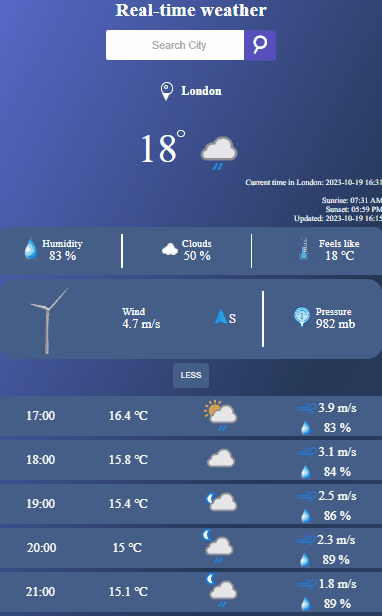 Real-time weather
Search City
London
18°
Current time in London: 2023-10-19 16:31
Sunrise: 07:31 AM
Sunset: 05:59 PM
Updated: 2023-10-19 16:15
Humidity
83 %
Clouds
50 %
Feels like
18 °C
Wind
4.7 m/s
S
Pressure
982 mb
LESS
17:00 16.4 °C 3.9 m/s
83 %
18:00 15.8 °C 3.1 m/s
84 %
19:00 15.4 °C 2.5 m/s
86 %
20:00 15 °C 2.3 m/s
89 %
21:00 15.1 °C 1.8 m/s
89 %